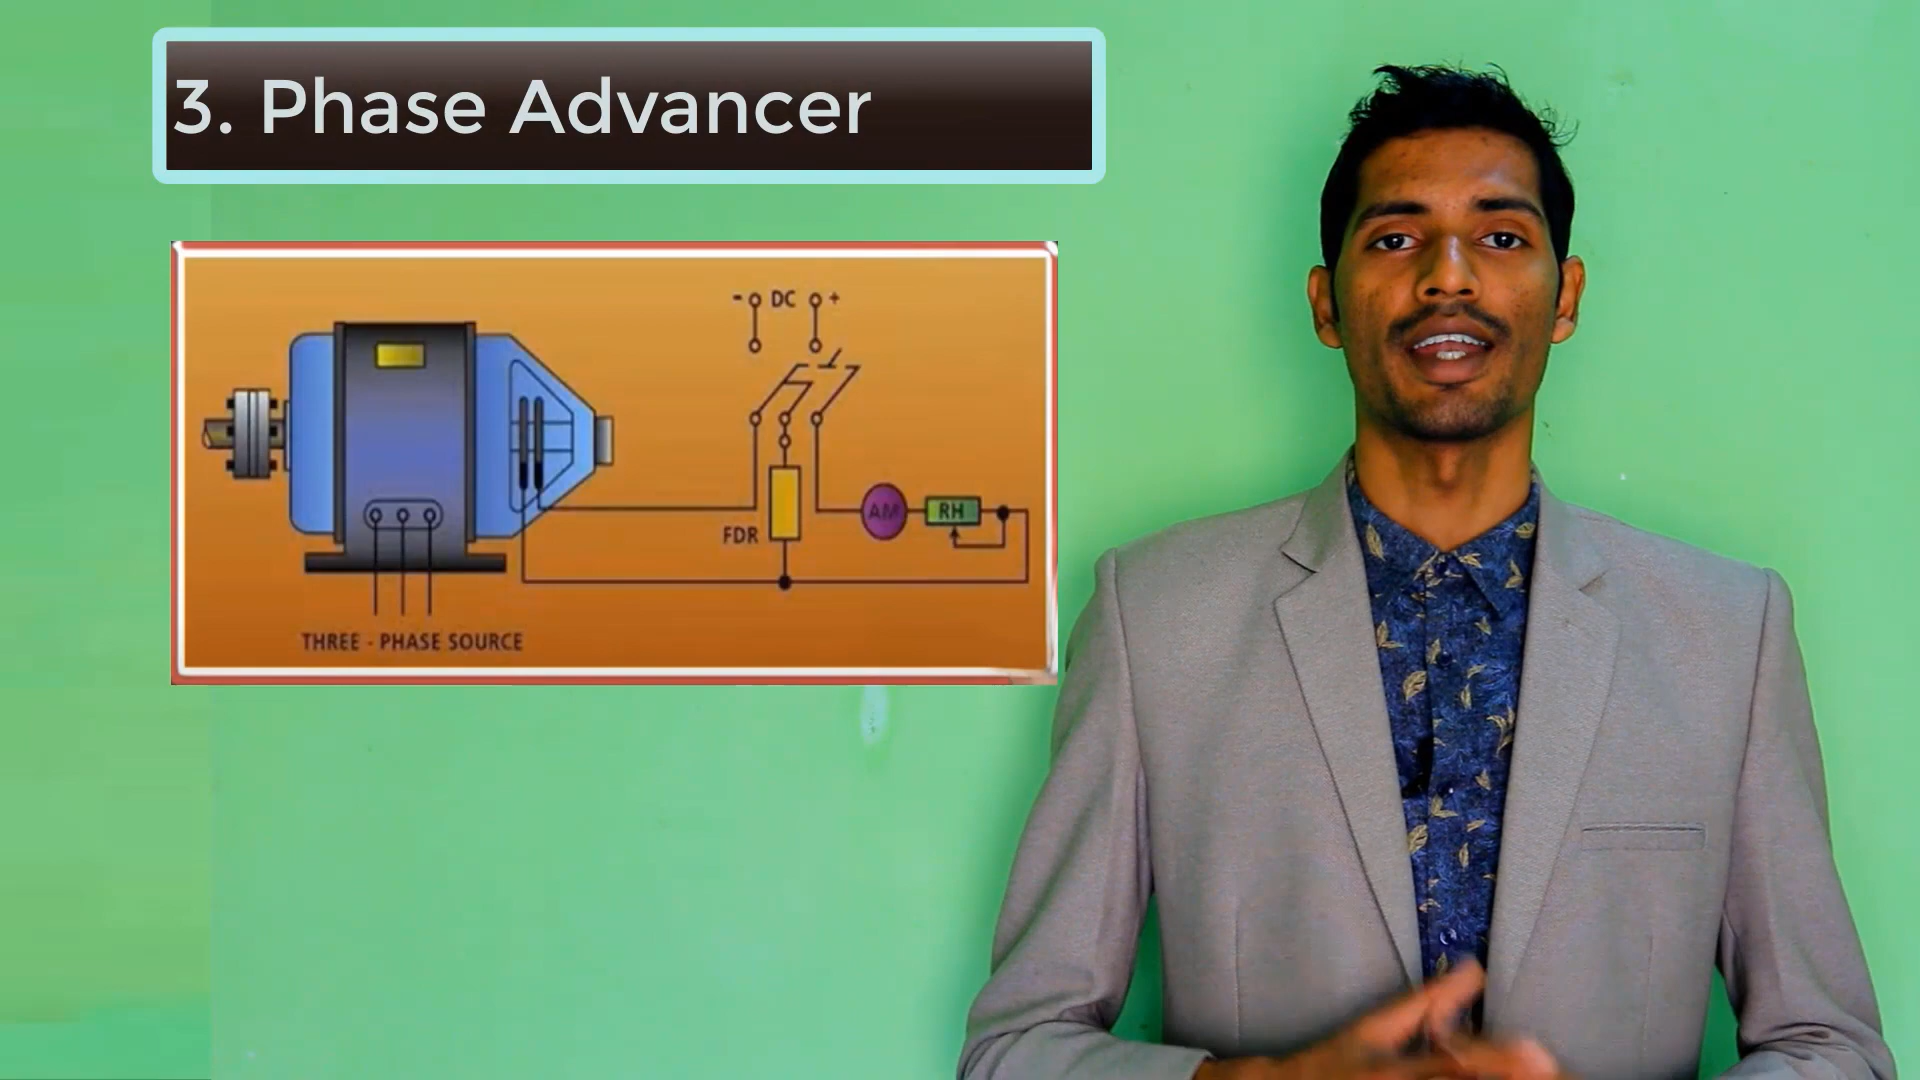 3. Phase Advancer
- DC +
FDR
AM
RH
THREE - PHASE SOURCE